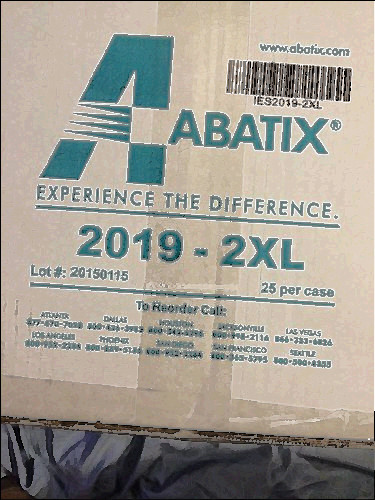 www.abatix.com
IES2019-2XL
ABATIX®
EXPERIENCE THE DIFFERENCE.
2019 - 2XL
Lot #: 20150115
25 per case
To Reorder Call:
ATLANTA DALLAS HOUSTON JACKSONVILLE LAS VEGAS
LOS ANGELES PHOENIX SAN DIEGO SAN FRANCISCO SEATTLE